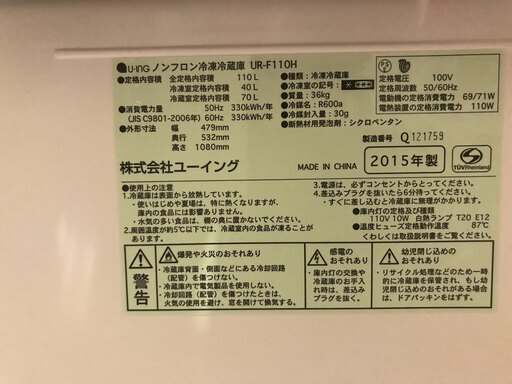 U-ING ノンフロン冷凍冷蔵庫 UR-F110H
●定格内容積 全定格内容積 110L
冷凍室定格内容積 40L
冷蔵室定格内容積 70L
●消費電力量 50Hz 330kWh/年
(JIS C9801-2006年) 60Hz 330kWh/年
●外形寸法 幅 479mm
奥行 532mm
高さ 1080mm
●種類:冷凍冷蔵庫
●冷凍室の記号:
●質量:36kg
●冷媒名:R600a
●冷媒封入量:30g
●断熱材用発泡剤:シクロペンタン
PS E
定格電圧: 100V
定格周波数: 50/60Hz
電動機の定格消費電力: 69/71W
電熱装置の定格消費電力: 110W
製造番号 Q121759
株式会社ユーイング
MADE IN CHINA
2015年製
TÜVRheinland
●使用上の注意
1.冷蔵庫は表面から放熱しています。
・使いはじめや夏場は、特に熱くなりますが、
庫内の食品には影響ありません。
・水気の多い食品は、棚の奥に置かないでください。
2.周囲温度が約5℃以下では、冷蔵室内の食品が凍ることが
あります。
3.電源は、必ずコンセントからとってください。
4.差込みプラグを抜いたら6分待ってください。
・すぐに差し込むと冷蔵庫に無理がかかります。
●庫内灯の定格及び種類
110V 10W 白熱ランプ T20 E12
●温度ヒューズ定格動作温度 87℃
くわしくは取扱説明書をご覧ください。
警告
爆発や火災のおそれあり
・冷蔵庫背面・側面などにある冷却回路
(配管)を傷つけない。
・冷蔵庫内で電気製品を使用しない。
・冷却回路(配管)を傷つけたときは、
火気の使用を避け、窓を開けて換気する。
感電の
おそれあり
・庫内灯の交換や
冷蔵庫の手入れ
時は、差込みプ
ラグを抜く。
幼児閉じ込めの
おそれあり
・リサイクル処理などのため一時
的に冷蔵庫を保管され、もし幼
児閉じこめのおそれがある場合
は、ドアパッキンをはずす。